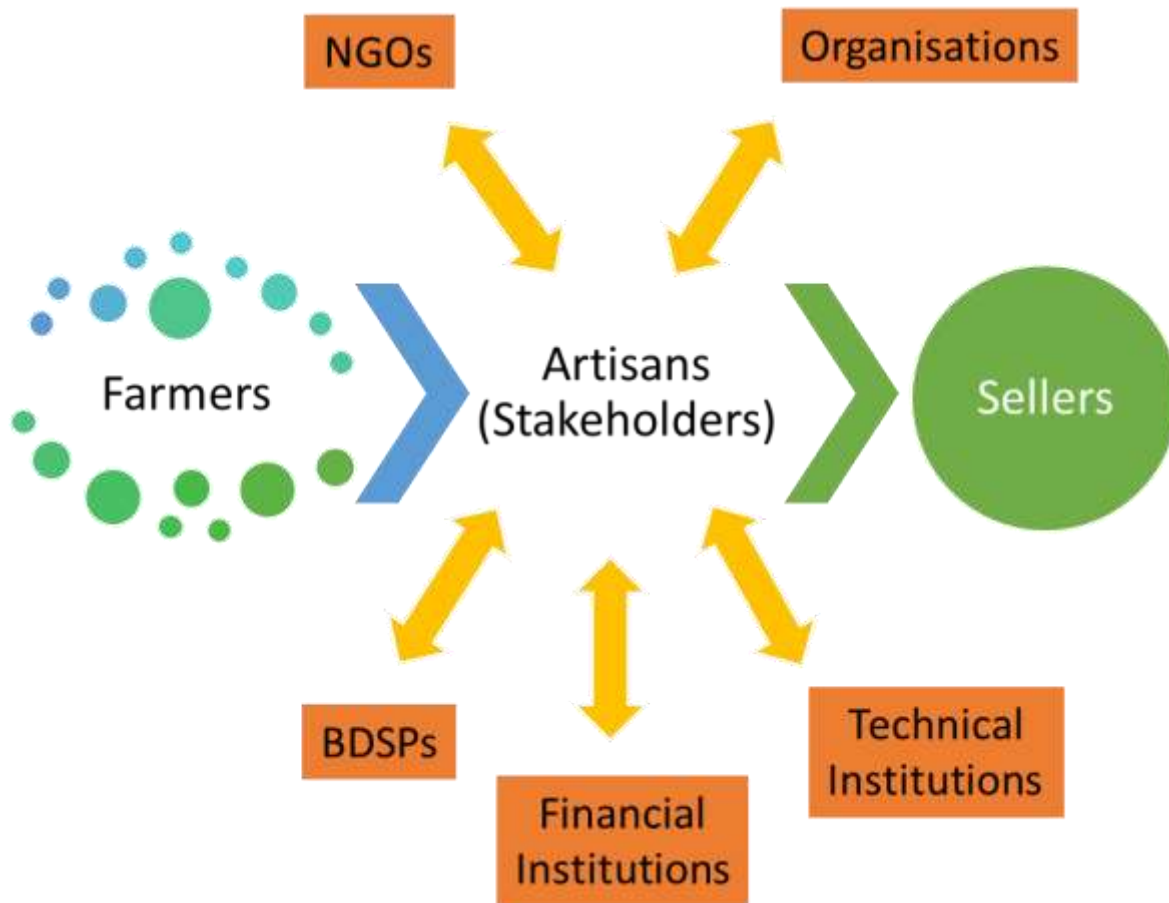 NGOs
Organisations
Farmers
Artisans
(Stakeholders)
Sellers
BDSPs
Financial
Institutions
Technical
Institutions